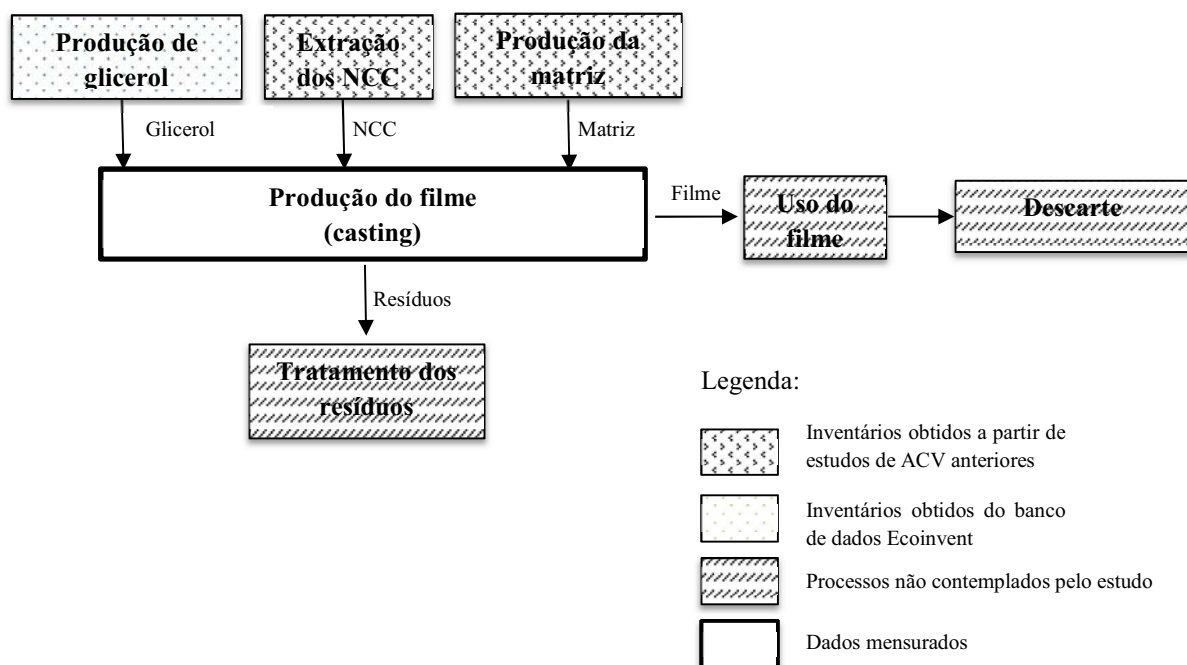 Produção de
glicerol
Extração
dos NCC
Produção da
matriz
Glicerol
NCC
Matriz
Produção do filme
(casting)
Filme
Uso do
filme
Descarte
Resíduos
Tratamento dos
resíduos
Legenda:
Inventários obtidos a partir de
estudos de ACV anteriores
Inventários obtidos do banco
de dados Ecoinvent
Processos não contemplados pelo estudo
Dados mensurados